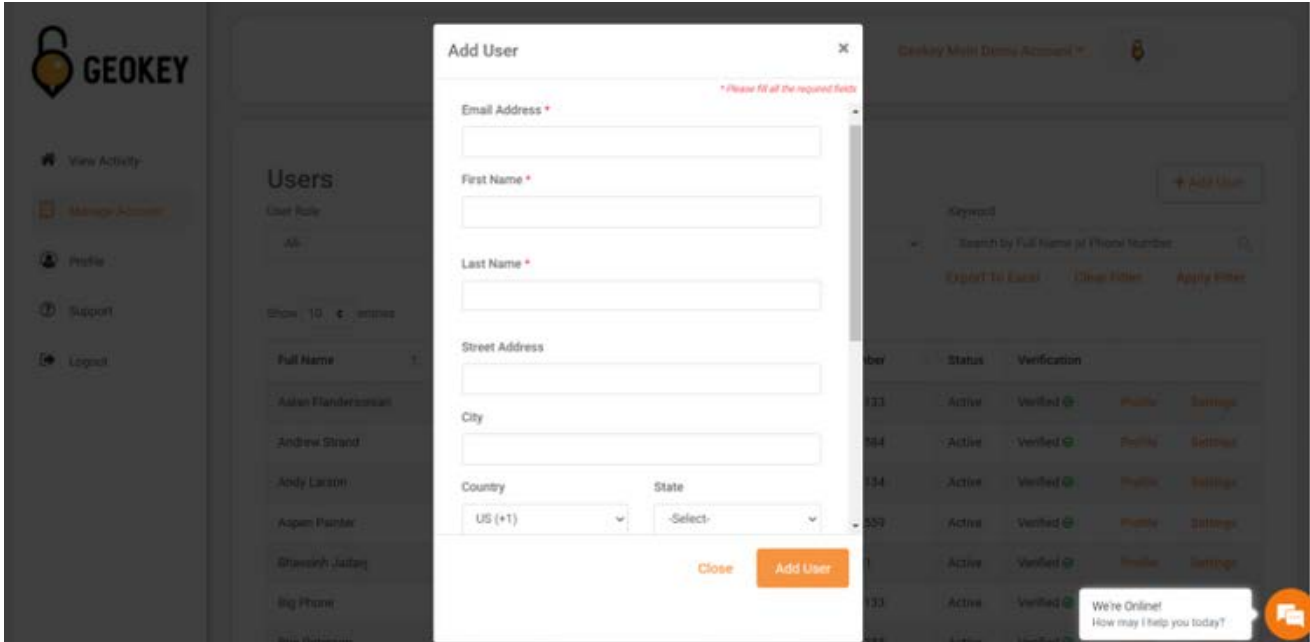 GEOKEY
View Activity
Manage Account
Profile
Support
Logout
Geokey Main Demo Account
Users
+ Add User
User Role
All
Keyword
Search by Full Name or Phone Number
Export To Excel
Clear Filter
Apply Filter
Show 10 entries
Full Name
Status
Verification
Active Verified Profile Settings
Andrew Strand
584 Active Verified Profile Settings
Andy Larson
134 Active Verified Profile Settings
Aspen Painter
559 Active Verified Profile Settings
Active Verified Profile Settings
Big Phone
133 Active Verified
Add User
×
* Please fill all the required fields
Email Address *
First Name *
Last Name *
Street Address
City
Country State
US (+1) -Select-
Close Add User
We're Online!
How may I help you today?